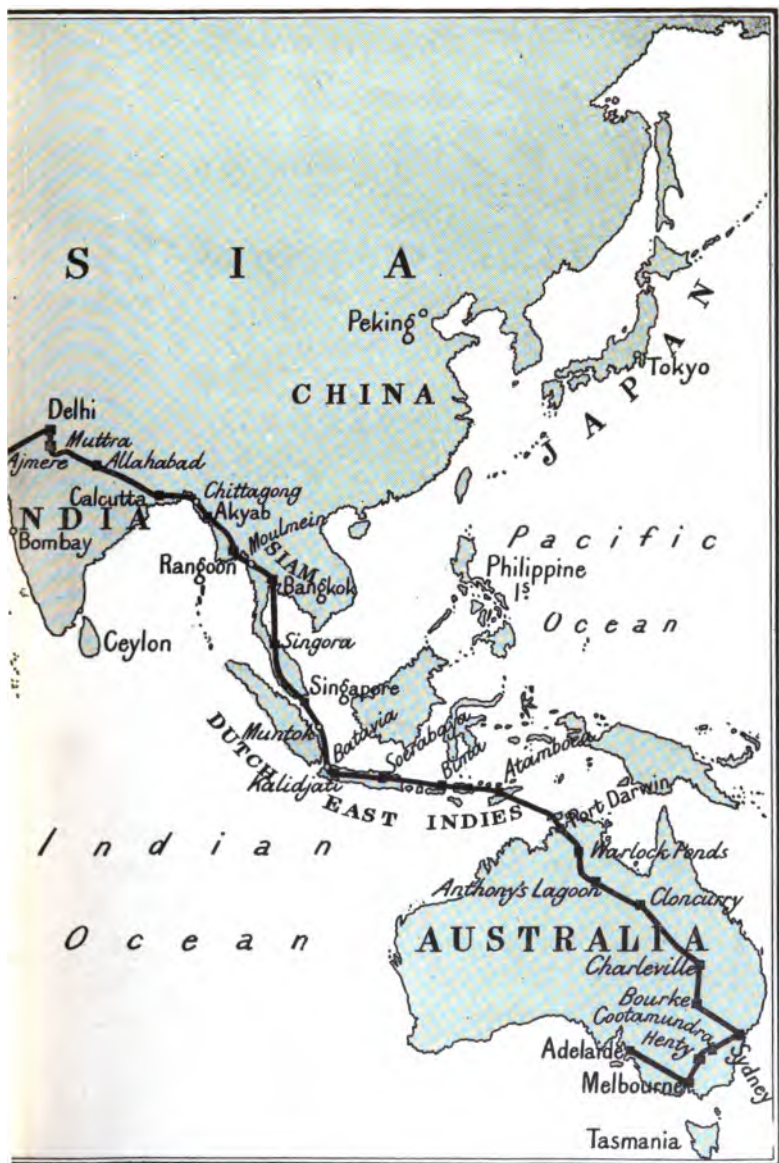 S I A
Peking
CHINA
JAPAN
Tokyo
Delhi
Muttra
Ajmere
Allahabad
Calcutta
Chittagong
Akyab
NDIA
Bombay
Moulmein
SIAM
Rangoon
Bangkok
Pacific
Ocean
Philippine
Is
Ceylon
Singora
Singapore
Muntok
Batavia
Soerabaja
Bima
Atamboea
Kalidjati
DUTCH EAST INDIES
Port Darwin
Indian
Ocean
Warlock Ponds
Anthony's Lagoon
Cloncurry
AUSTRALIA
Charleville
Bourke
Cootamundra
Henty
Sydney
Adelaide
Melbourne
Tasmania